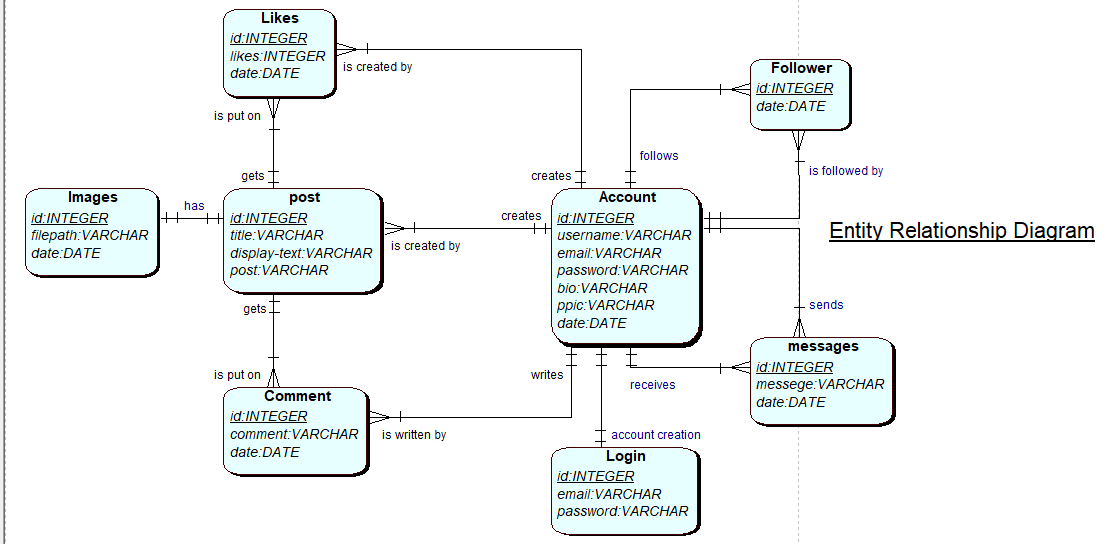 Likes
id:INTEGER
likes:INTEGER
date:DATE
is created by
is put on
gets
creates
Follower
id:INTEGER
date:DATE
follows
is followed by
Images
id:INTEGER
filepath:VARCHAR
date:DATE
has
post
id:INTEGER
title:VARCHAR
display-text:VARCHAR
post:VARCHAR
creates
is created by
Account
id:INTEGER
username:VARCHAR
email:VARCHAR
password:VARCHAR
bio:VARCHAR
ppic:VARCHAR
date:DATE
Entity Relationship Diagram
gets
is put on
writes
receives
sends
messages
id:INTEGER
messege:VARCHAR
date:DATE
Comment
id:INTEGER
comment:VARCHAR
date:DATE
is written by
account creation
Login
id:INTEGER
email:VARCHAR
password:VARCHAR